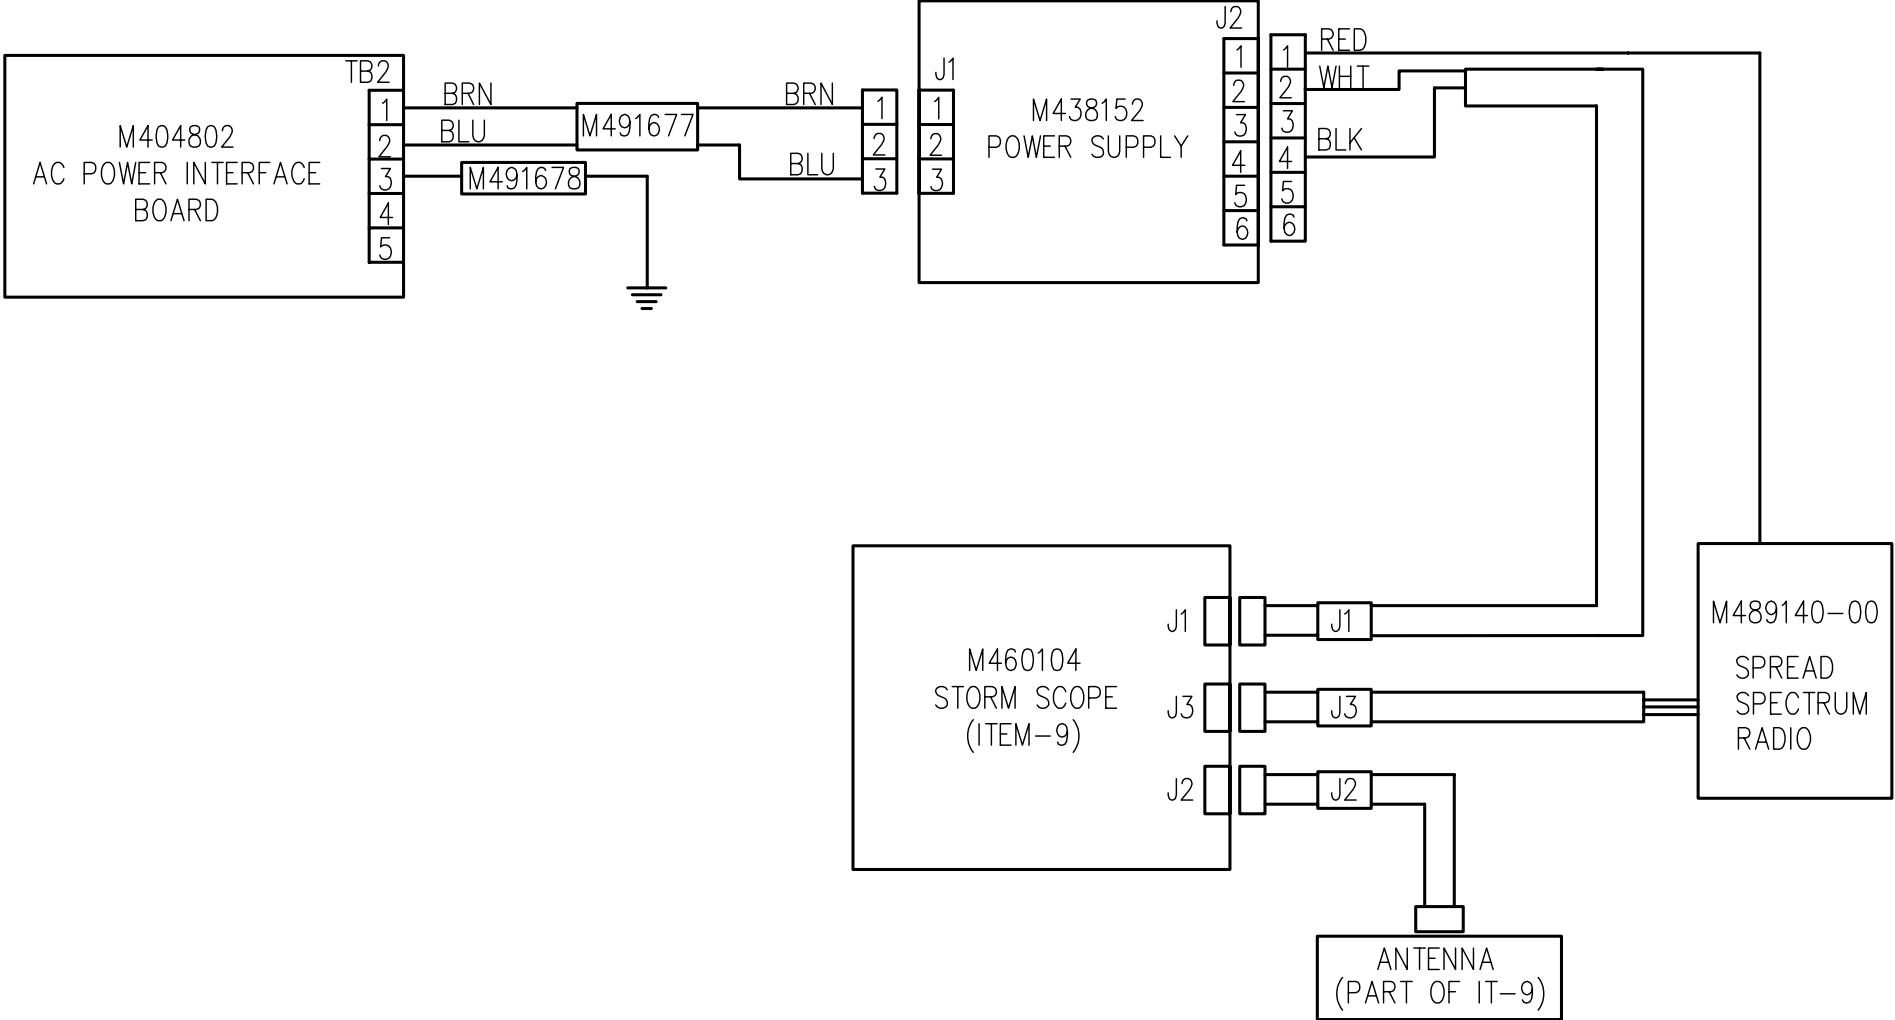 M404802
AC POWER INTERFACE
BOARD
TB2
1
2
3
4
5
BRN
BLU
M491677
M491678
BRN
BLU
1
2
3
J1
1
2
3
M438152
POWER SUPPLY
J2
1
2
3
4
5
6
1
2
3
4
5
6
RED
WHT
BLK
M460104
STORM SCOPE
(ITEM-9)
J1
J3
J2
J1
J3
J2
M489140-00
SPREAD
SPECTRUM
RADIO
ANTENNA
(PART OF IT-9)